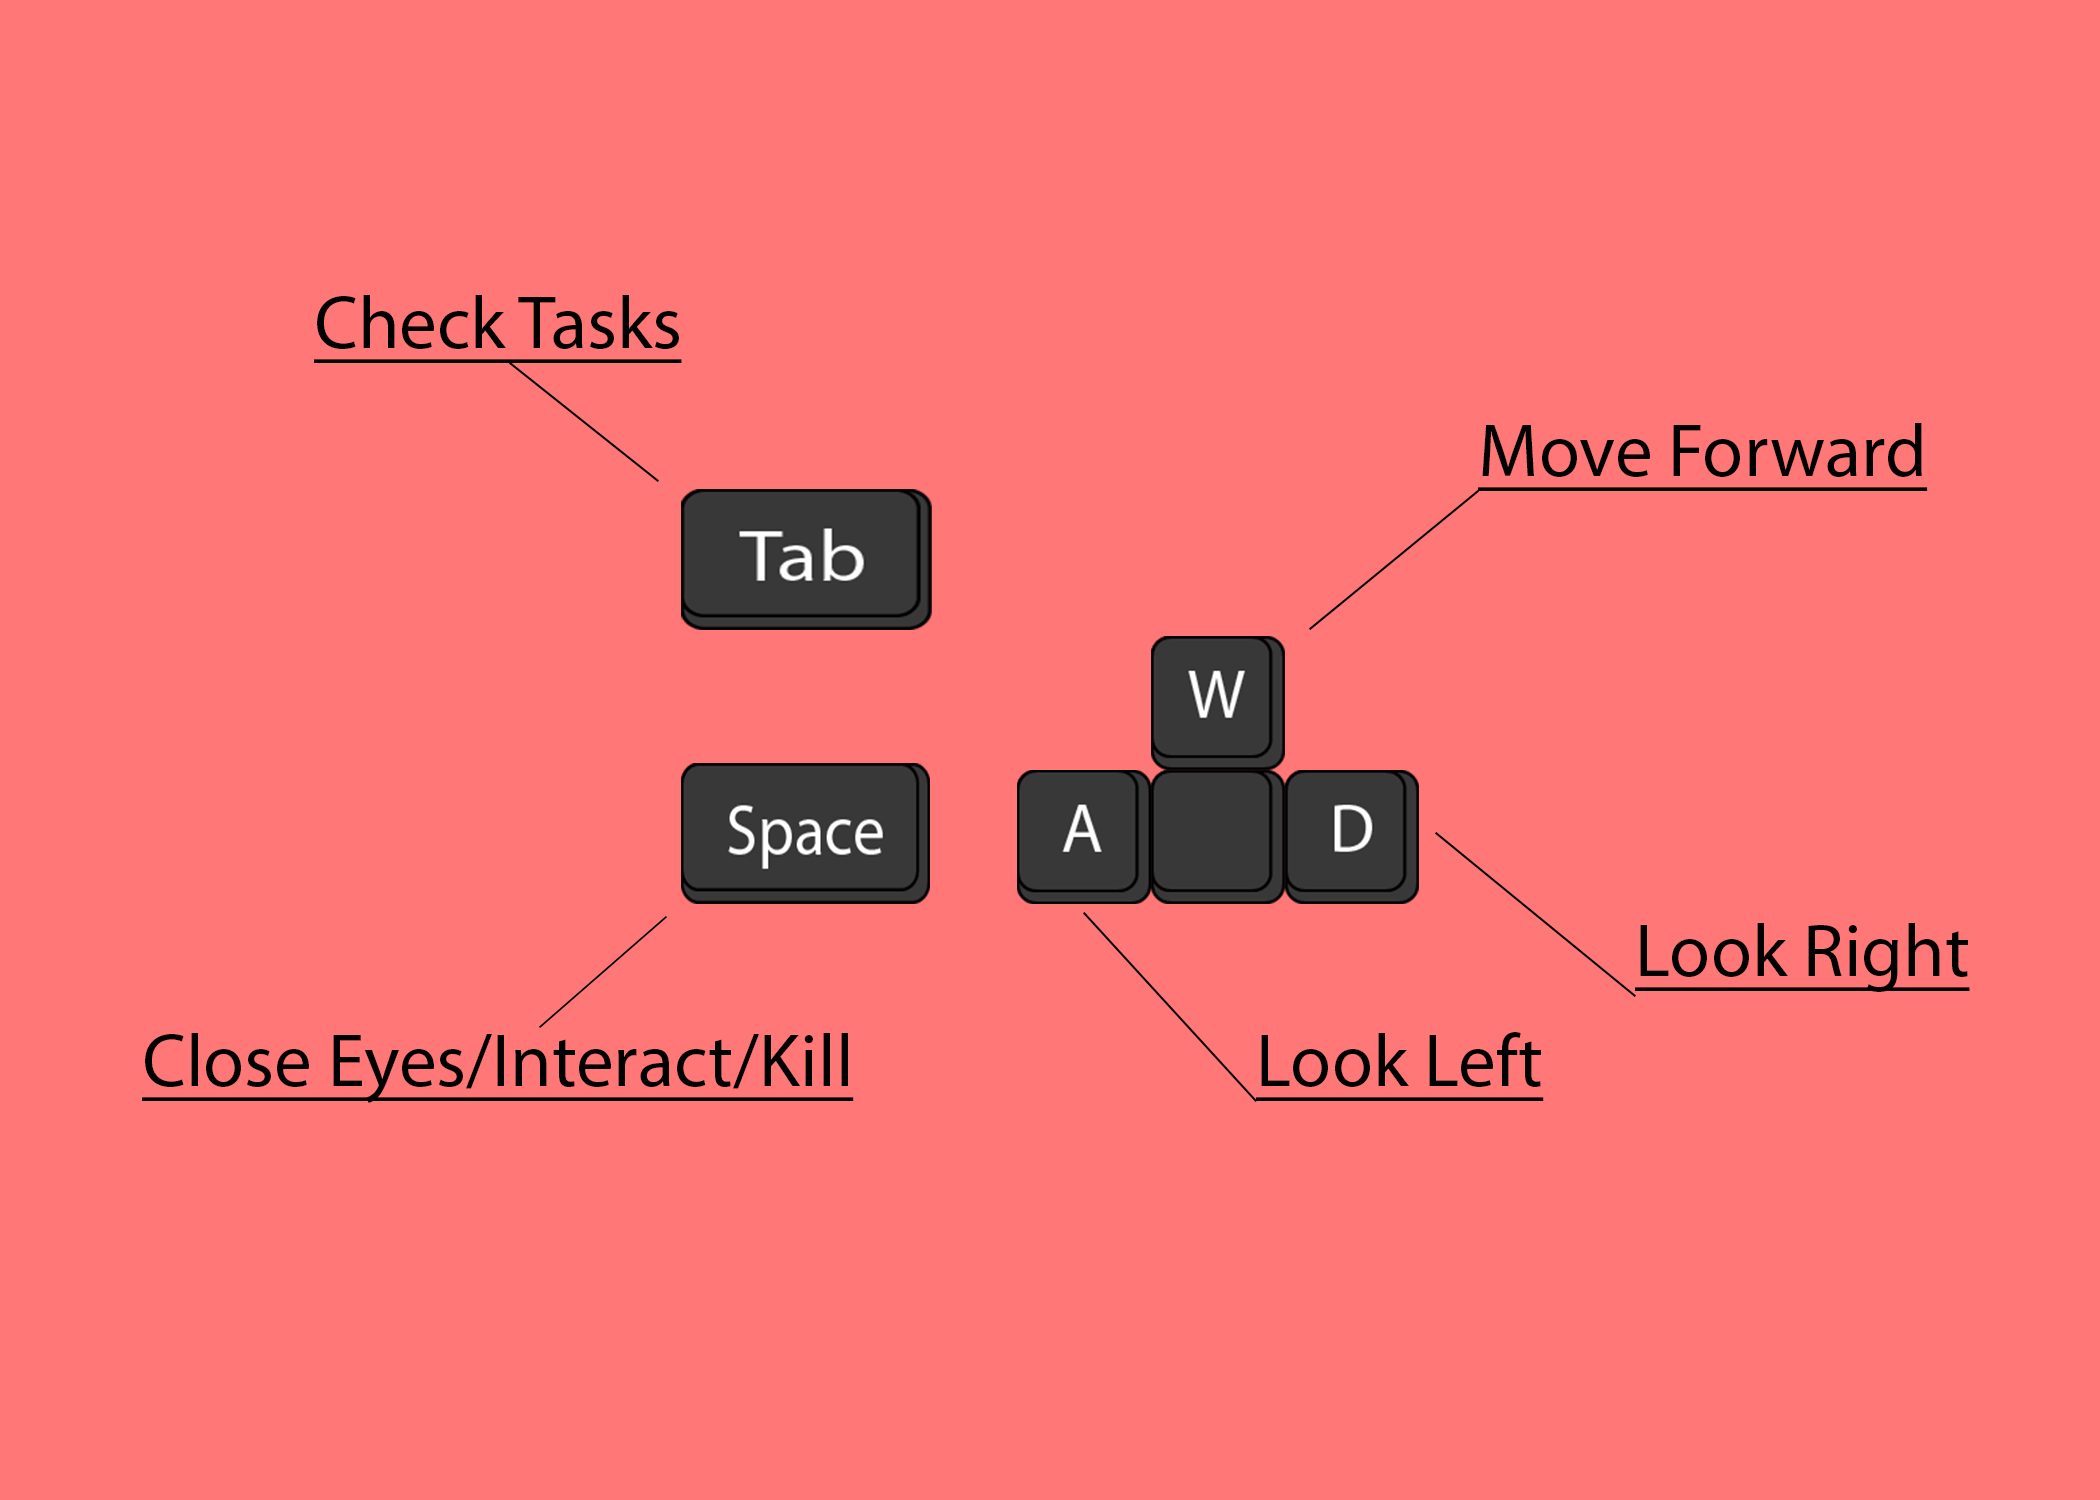 Check Tasks
Move Forward
Tab
W
Space
A
D
Look Right
Close Eyes/Interact/Kill
Look Left